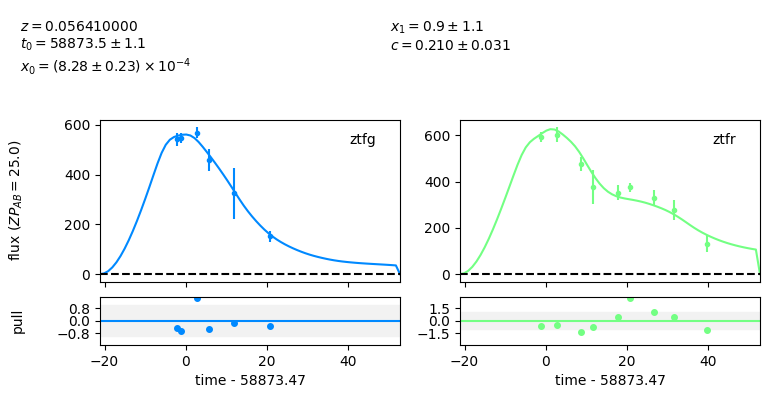 z = 0.056410000
t₀ = 58873.5 ± 1.1
x₀ = (8.28 ± 0.23) × 10⁻⁴
x₁ = 0.9 ± 1.1
c = 0.210 ± 0.031
flux (ZP_AB = 25.0)
600
400
200
0
ztfg
600
400
200
0
ztfr
pull
0.8
0.0
−0.8
−20 0 20 40
time - 58873.47
1.5
0.0
−1.5
−20 0 20 40
time - 58873.47